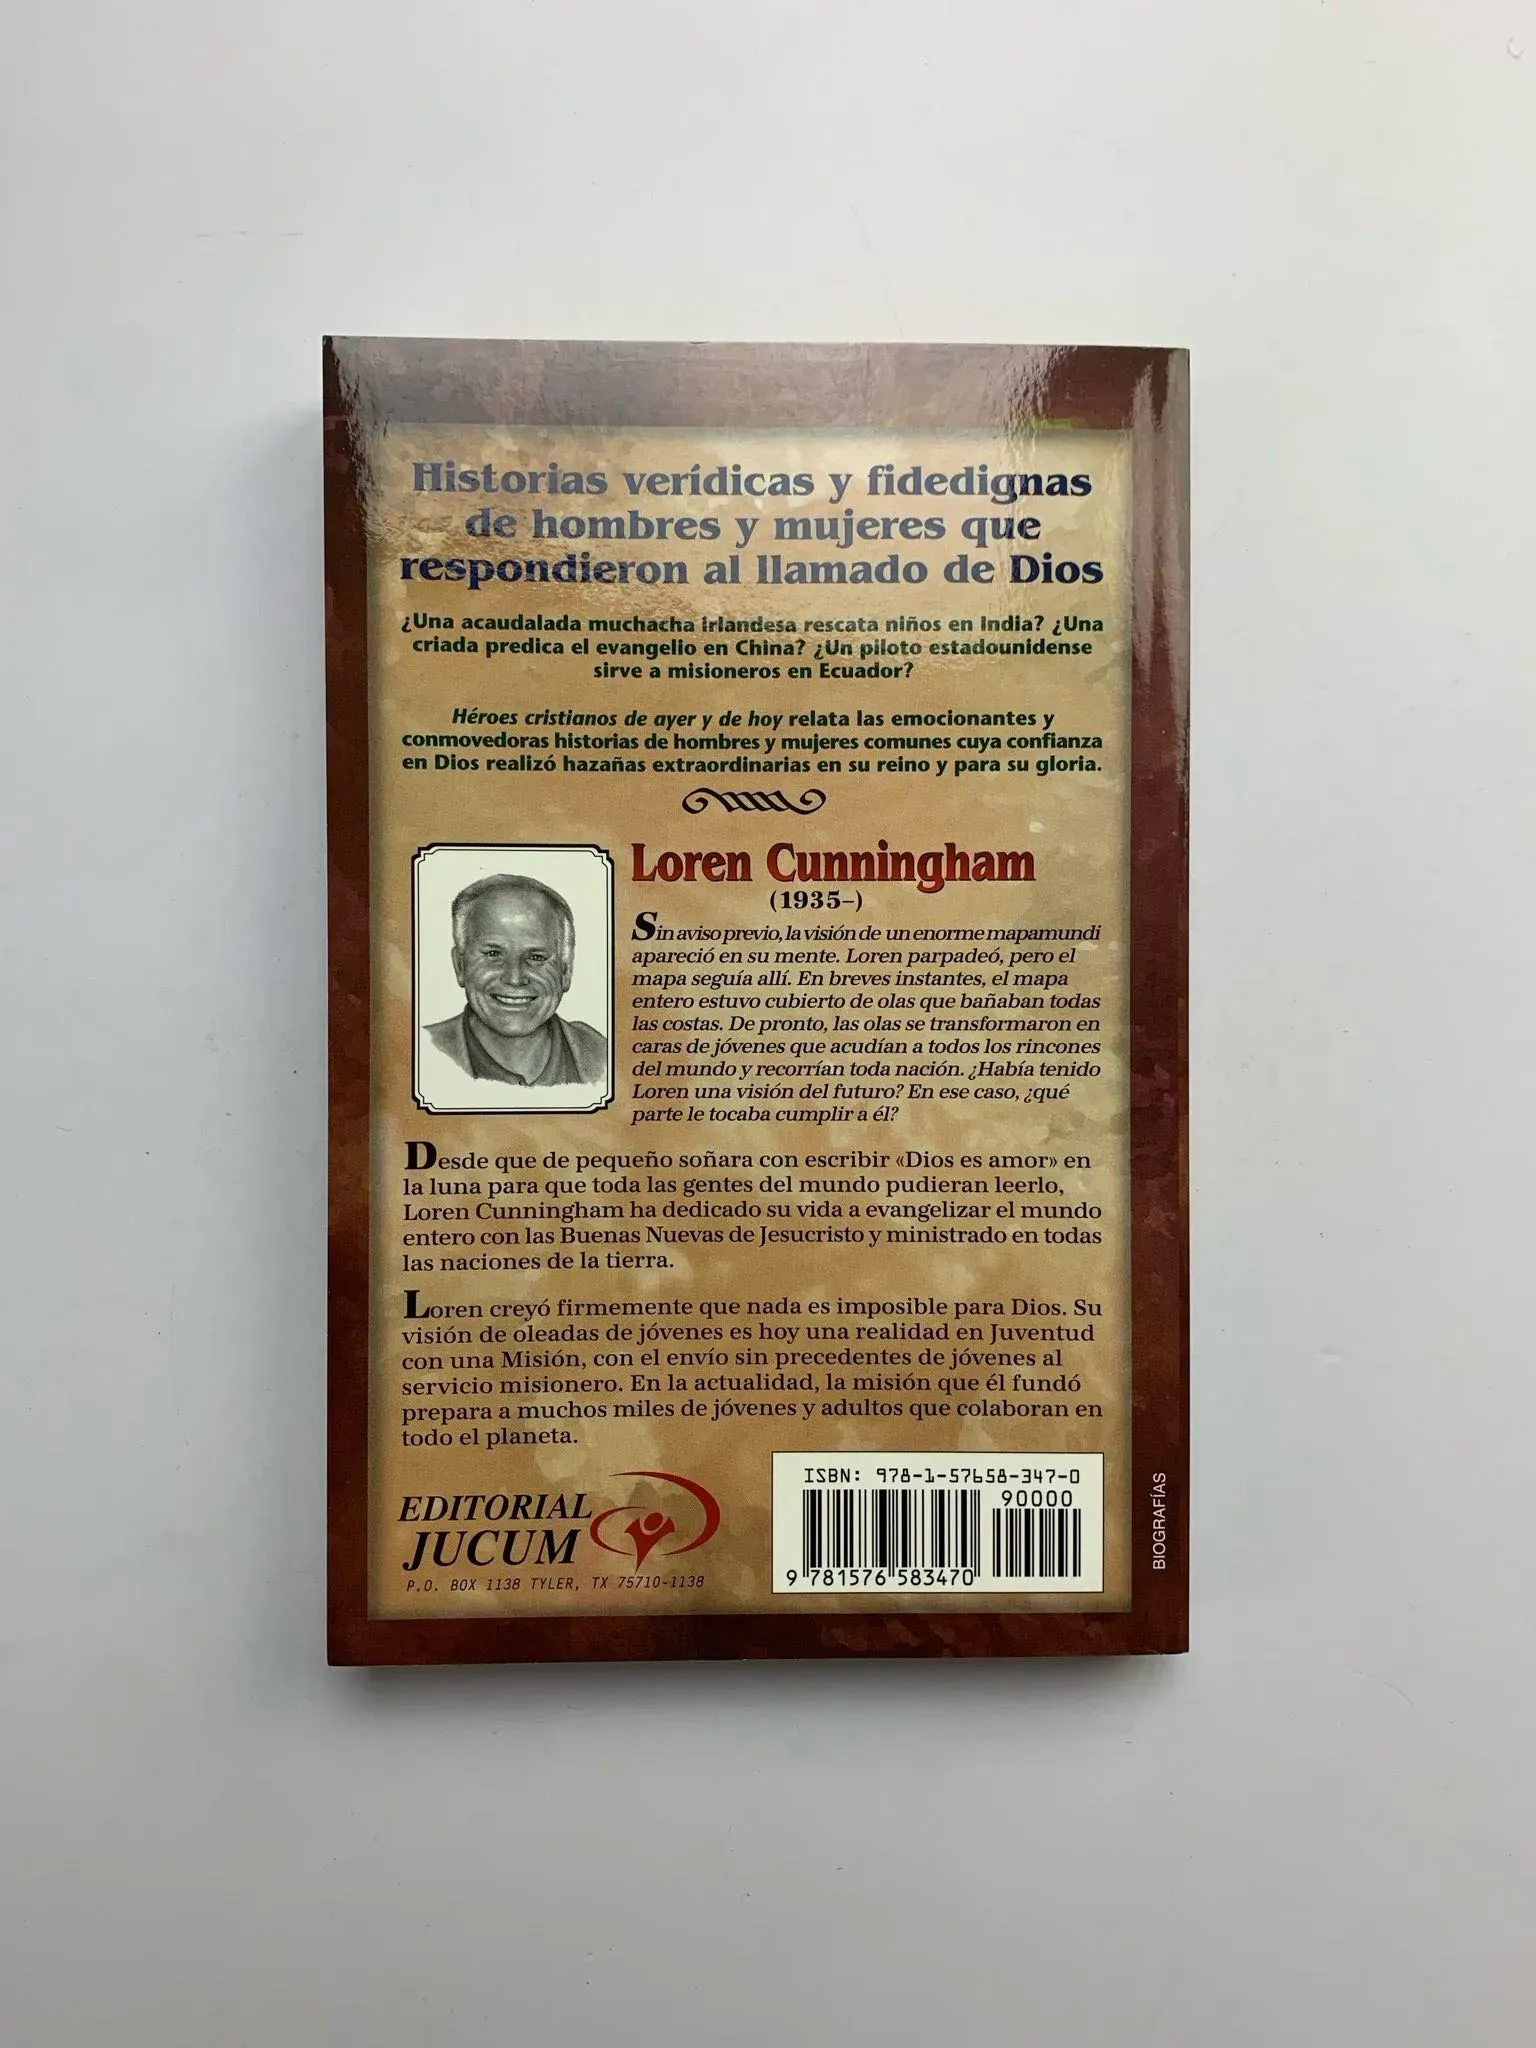 Historias verídicas y fidedignas
de hombres y mujeres que
respondieron al llamado de Dios
¿Una acaudalada muchacha irlandesa rescata niños en India? ¿Una
criada predica el evangelio en China? ¿Un piloto estadounidense
sirve a misioneros en Ecuador?
Héroes cristianos de ayer y de hoy relata las emocionantes y
conmovedoras historias de hombres y mujeres comunes cuya confianza
en Dios realizó hazañas extraordinarias en su reino y para su gloria.
Loren Cunningham
(1935–)
Sin aviso previo, la visión de un enorme mapamundi
apareció en su mente. Loren parpadeó, pero el
mapa seguía allí. En breves instantes, el mapa
entero estuvo cubierto de olas que bañaban todas
las costas. De pronto, las olas se transformaron en
caras de jóvenes que acudían a todos los rincones
del mundo y recorrían toda nación. ¿Había tenido
Loren una visión del futuro? En ese caso, ¿qué
parte le tocaba cumplir a él?
Desde que de pequeño soñara con escribir «Dios es amor» en
la luna para que toda las gentes del mundo pudieran leerlo,
Loren Cunningham ha dedicado su vida a evangelizar el mundo
entero con las Buenas Nuevas de Jesucristo y ministrado en todas
las naciones de la tierra.
Loren creyó firmemente que nada es imposible para Dios. Su
visión de oleadas de jóvenes es hoy una realidad en Juventud
con una Misión, con el envío sin precedentes de jóvenes al
servicio misionero. En la actualidad, la misión que él fundó
prepara a muchos miles de jóvenes y adultos que colaboran en
todo el planeta.
EDITORIAL
JUCUM
P.O. BOX 1138 TYLER, TX 75710-1138
ISBN: 978-1-57658-347-0
90000
9 781576 583470
BIOGRAFÍAS